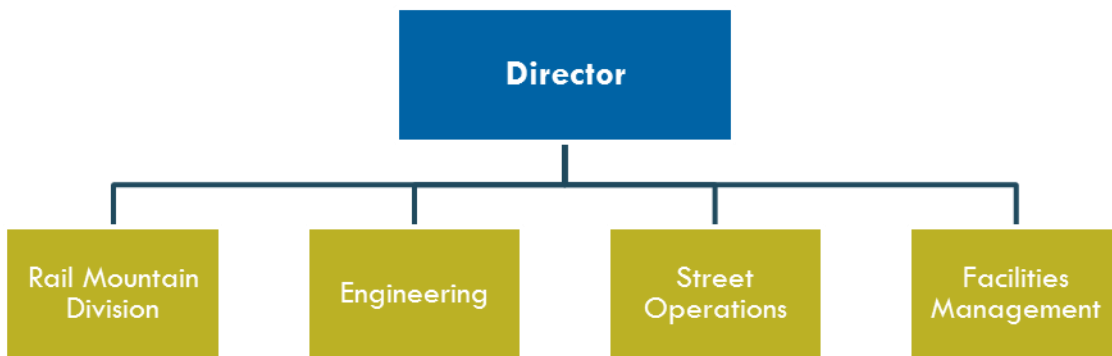 Director
Rail Mountain
Division
Engineering
Street
Operations
Facilities
Management